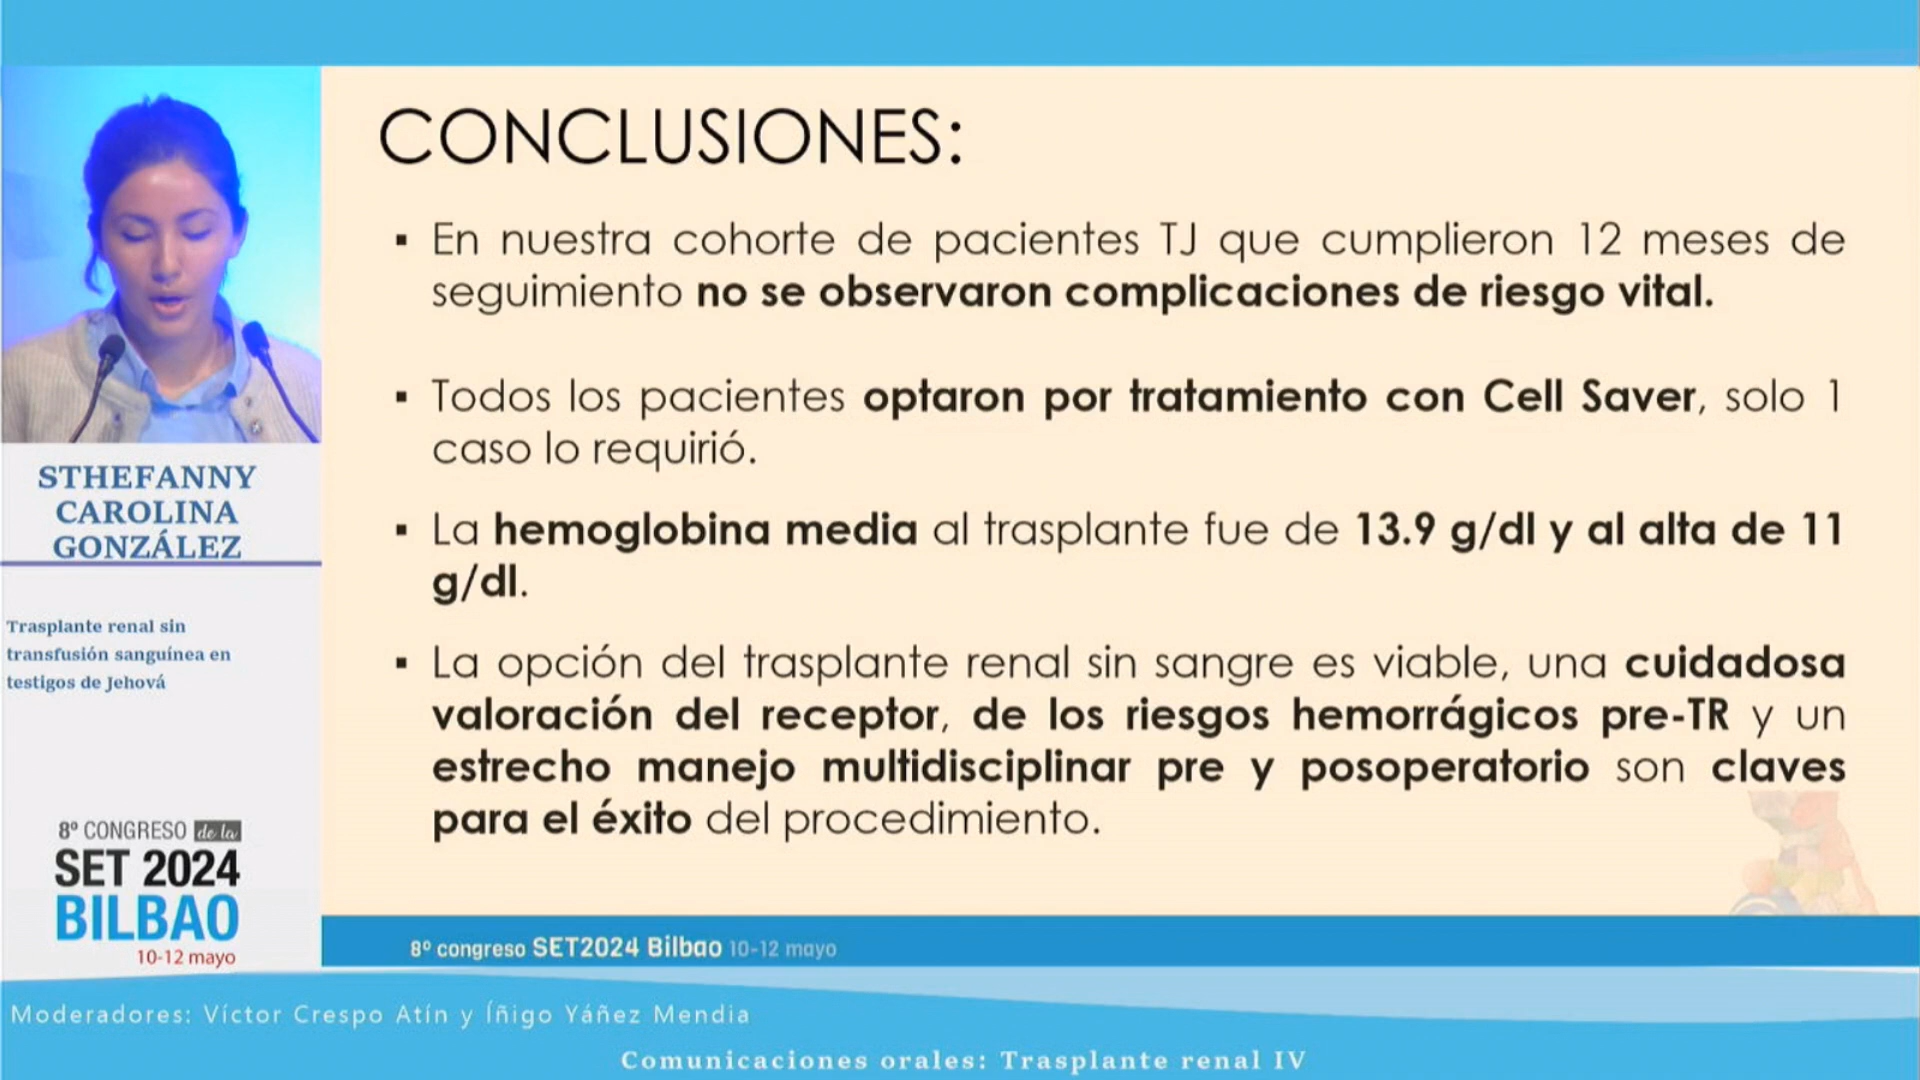 CONCLUSIONES:
▪ En nuestra cohorte de pacientes TJ que cumplieron 12 meses de
seguimiento no se observaron complicaciones de riesgo vital.
▪ Todos los pacientes optaron por tratamiento con Cell Saver, solo 1
caso lo requirió.
▪ La hemoglobina media al trasplante fue de 13.9 g/dl y al alta de 11
g/dl.
▪ La opción del trasplante renal sin sangre es viable, una cuidadosa
valoración del receptor, de los riesgos hemorrágicos pre-TR y un
estrecho manejo multidisciplinar pre y posoperatorio son claves
para el éxito del procedimiento.
STHEFANNY
CAROLINA
GONZÁLEZ
Trasplante renal sin
transfusión sanguínea en
testigos de Jehová
8º CONGRESO de la
SET 2024
BILBAO
10-12 mayo
8º congreso SET2024 Bilbao 10-12 mayo
Moderadores: Víctor Crespo Atín y Íñigo Yáñez Mendia
Comunicaciones orales: Trasplante renal IV